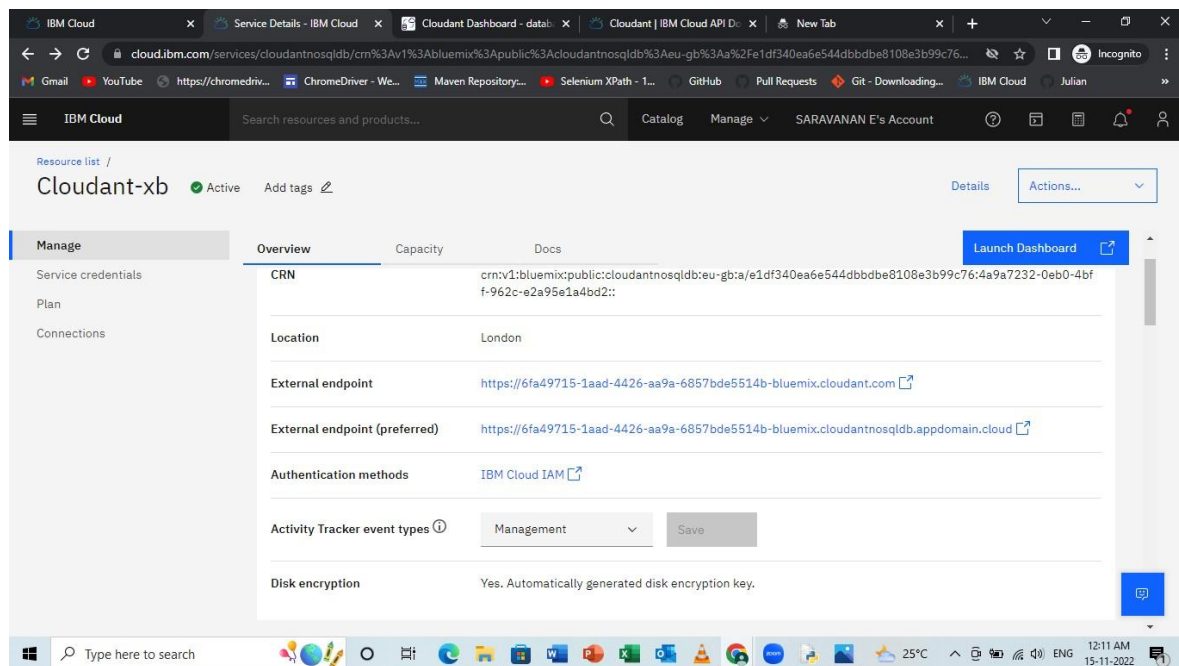 IBM Cloud
Service Details - IBM Cloud
Cloudant Dashboard - datab
Cloudant | IBM Cloud API Do
New Tab
cloud.ibm.com/services/cloudantnosqldb/crn%3Av1%3Abluemix%3Apublic%3Acloudantnosqldb%3Aeu-gb%3Aa%2Fe1df340ea6e544dbbdbe8108e3b99c76...
Incognito
Gmail
YouTube
https://chromedriv...
ChromeDriver - We...
Maven Repository:...
Selenium XPath - 1...
GitHub
Pull Requests
Git - Downloading...
IBM Cloud
Julian
»
IBM Cloud
Search resources and products...
Catalog
Manage
SARAVANAN E's Account
Resource list /
Cloudant-xb
Active
Add tags
Details
Actions...
Manage
Service credentials
Plan
Connections
Overview
Capacity
Docs
Launch Dashboard
CRN
crn:v1:bluemix:public:cloudantnosqldb:eu-gb:a/e1df340ea6e544dbbdbe8108e3b99c76:4a9a7232-0eb0-4bf
f-962c-e2a95e1a4bd2::
Location
London
External endpoint
https://6fa49715-1aad-4426-aa9a-6857bde5514b-bluemix.cloudant.com
External endpoint (preferred)
https://6fa49715-1aad-4426-aa9a-6857bde5514b-bluemix.cloudantnosqldb.appdomain.cloud
Authentication methods
IBM Cloud IAM
Activity Tracker event types
Management
Save
Disk encryption
Yes. Automatically generated disk encryption key.
Type here to search
zoom
25°C
ENG
12:11 AM
15-11-2022